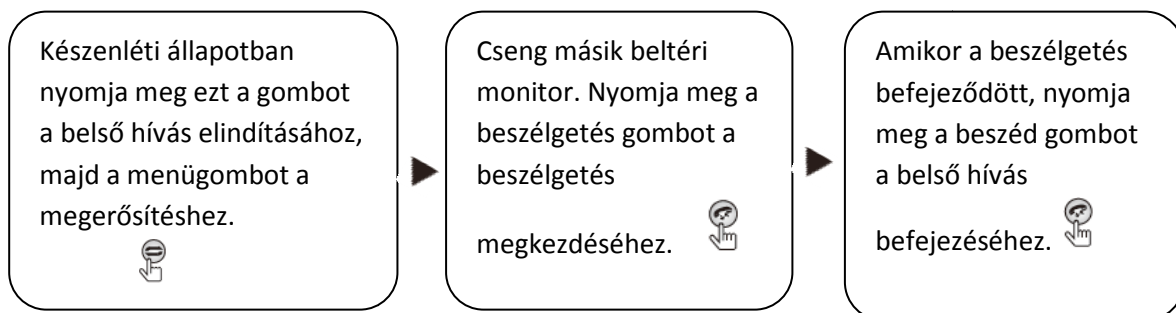 Készenléti állapotban
nyomja meg ezt a gombot
a belső hívás elindításához,
majd a menügombot a
megerősítéshez.
Cseng másik beltéri
monitor. Nyomja meg a
beszélgetés gombot a
beszélgetés
megkezdéséhez.
Amikor a beszélgetés
befejeződött, nyomja
meg a beszéd gombot
a belső hívás
befejezéséhez.